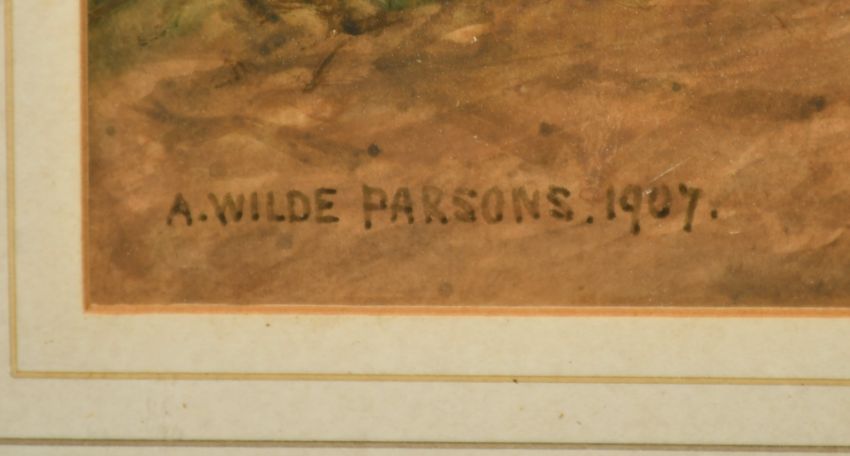 A. WILDE PARSONS. 1907.